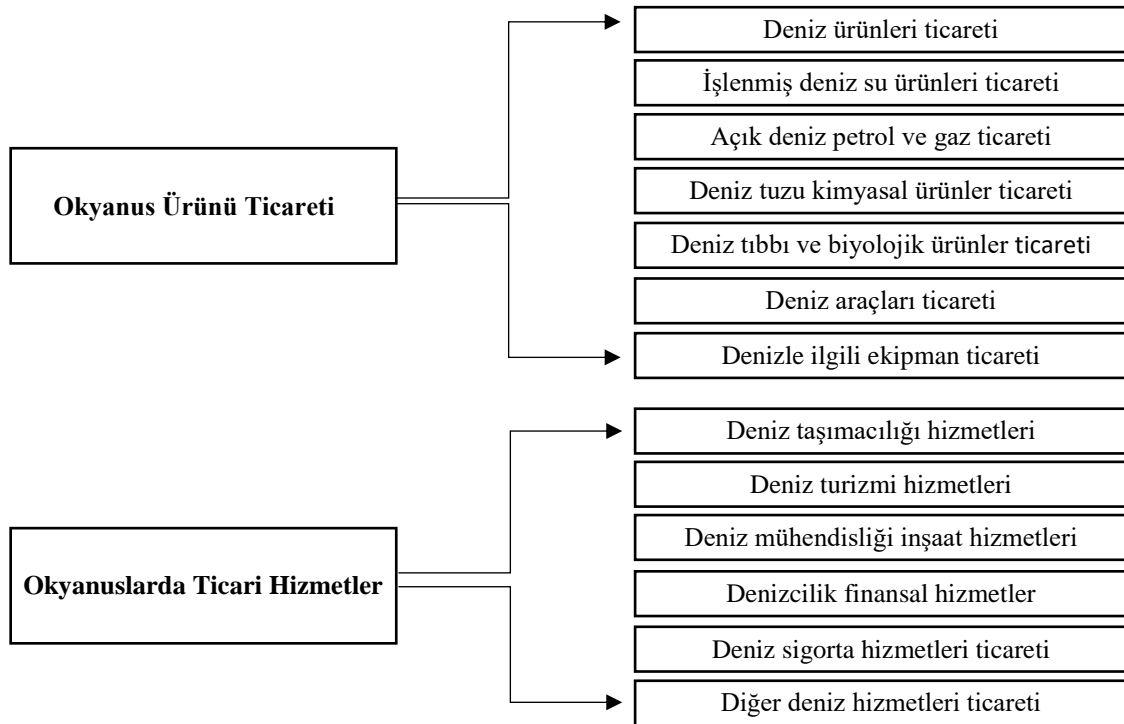 Okyanus Ürünü Ticareti
Deniz ürünleri ticareti
İşlenmiş deniz su ürünleri ticareti
Açık deniz petrol ve gaz ticareti
Deniz tuzu kimyasal ürünler ticareti
Deniz tıbbı ve biyolojik ürünler ticareti
Deniz araçları ticareti
Denizle ilgili ekipman ticareti
Okyanuslarda Ticari Hizmetler
Deniz taşımacılığı hizmetleri
Deniz turizmi hizmetleri
Deniz mühendisliği inşaat hizmetleri
Denizcilik finansal hizmetler
Deniz sigorta hizmetleri ticareti
Diğer deniz hizmetleri ticareti